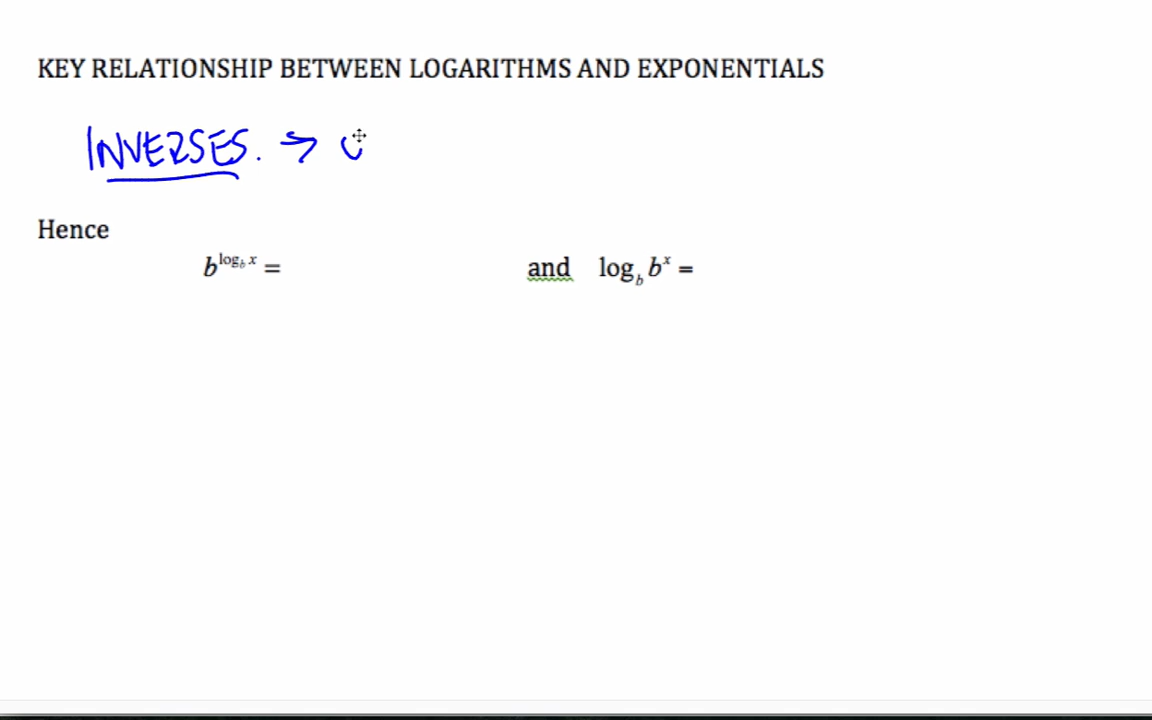 KEY RELATIONSHIP BETWEEN LOGARITHMS AND EXPONENTIALS
INVERSES. →
Hence
b^{log_b x} = and log_b b^x =